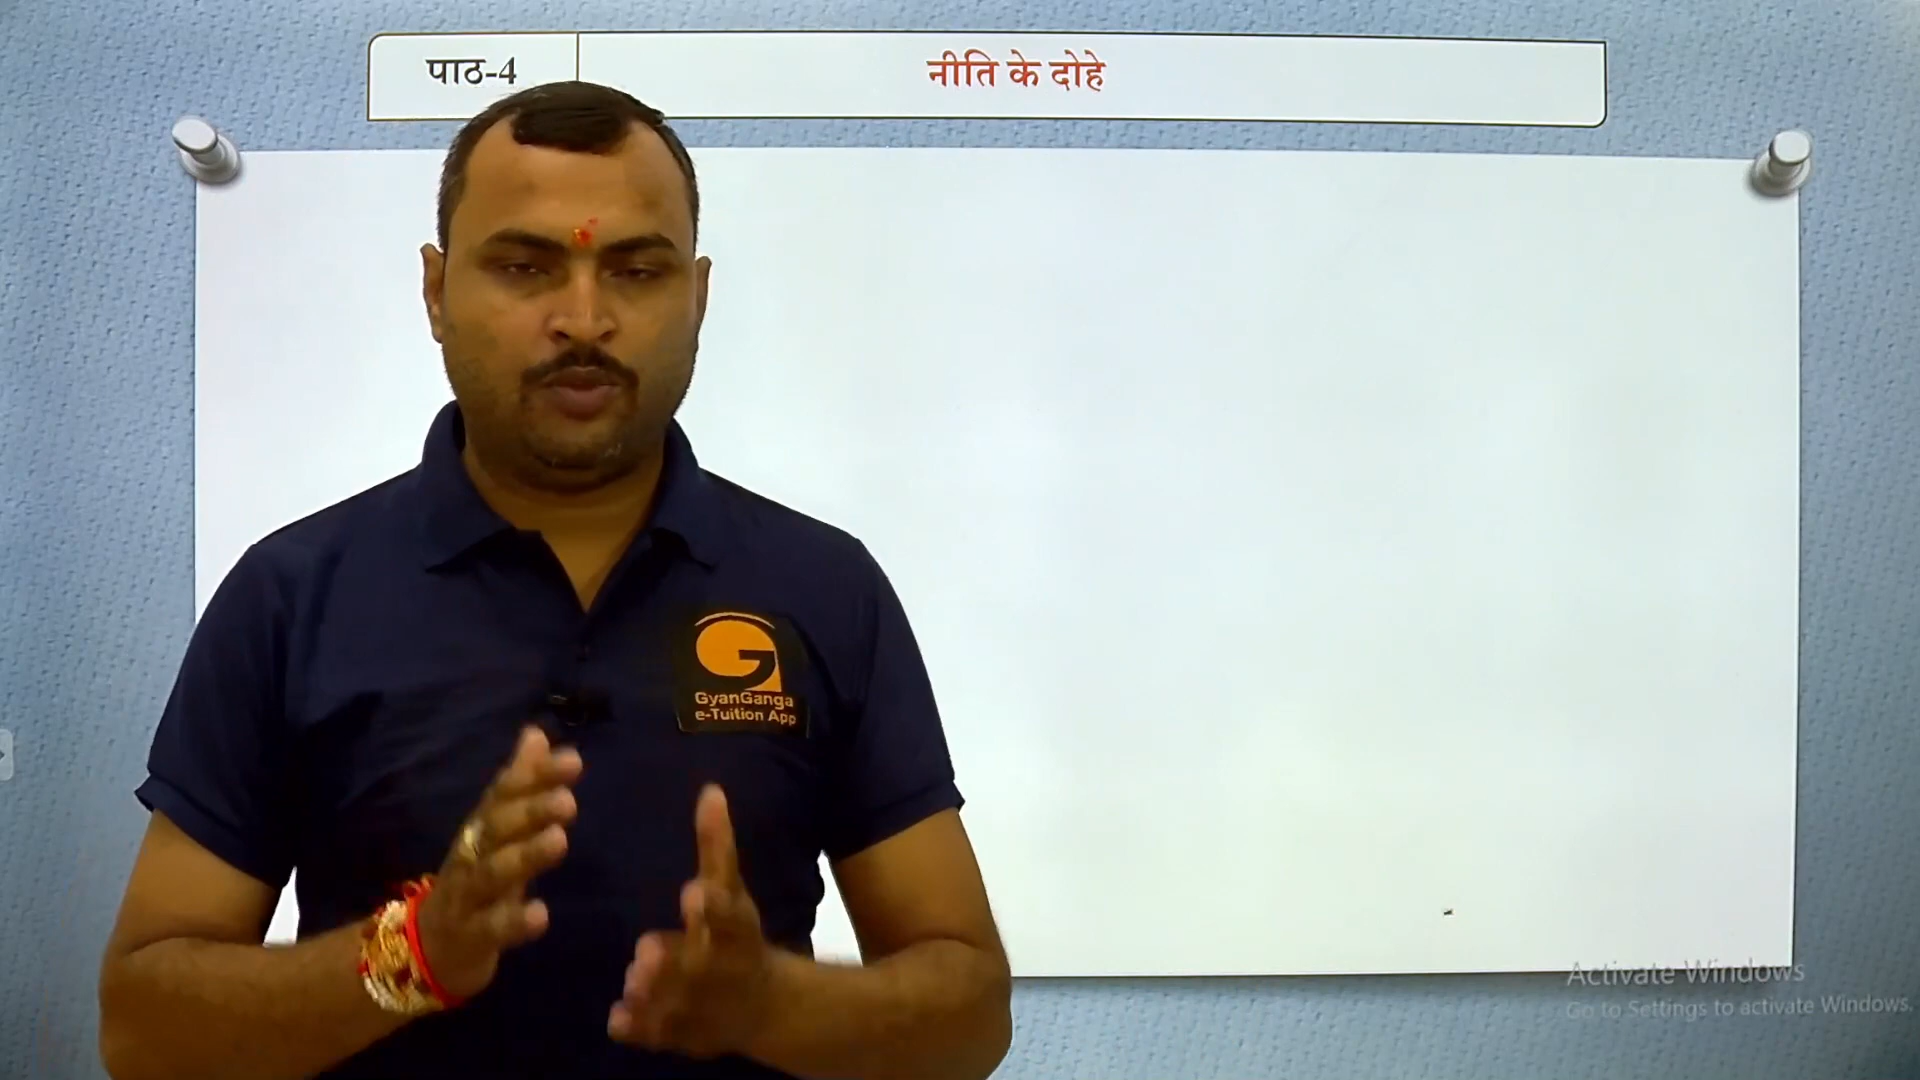 पाठ-4
नीति के दोहे
GyanGanga
e-Tuition App
Activate Windows
Go to Settings to activate Windows.